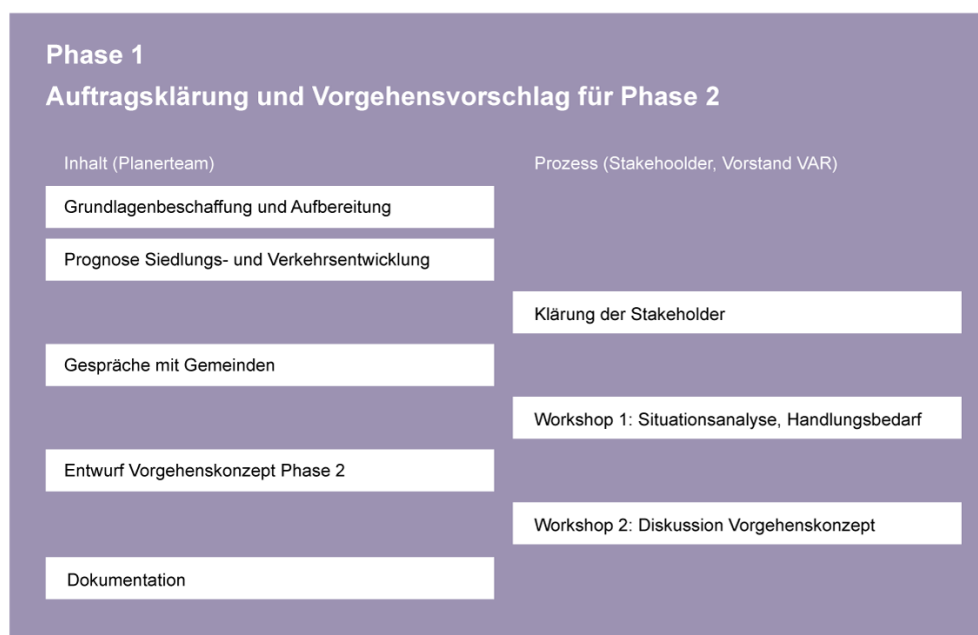 Phase 1
Auftragsklärung und Vorgehensvorschlag für Phase 2
Inhalt (Planerteam)
Prozess (Stakehoolder, Vorstand VAR)
Grundlagenbeschaffung und Aufbereitung
Prognose Siedlungs- und Verkehrsentwicklung
Klärung der Stakeholder
Gespräche mit Gemeinden
Workshop 1: Situationsanalyse, Handlungsbedarf
Entwurf Vorgehenskonzept Phase 2
Workshop 2: Diskussion Vorgehenskonzept
Dokumentation